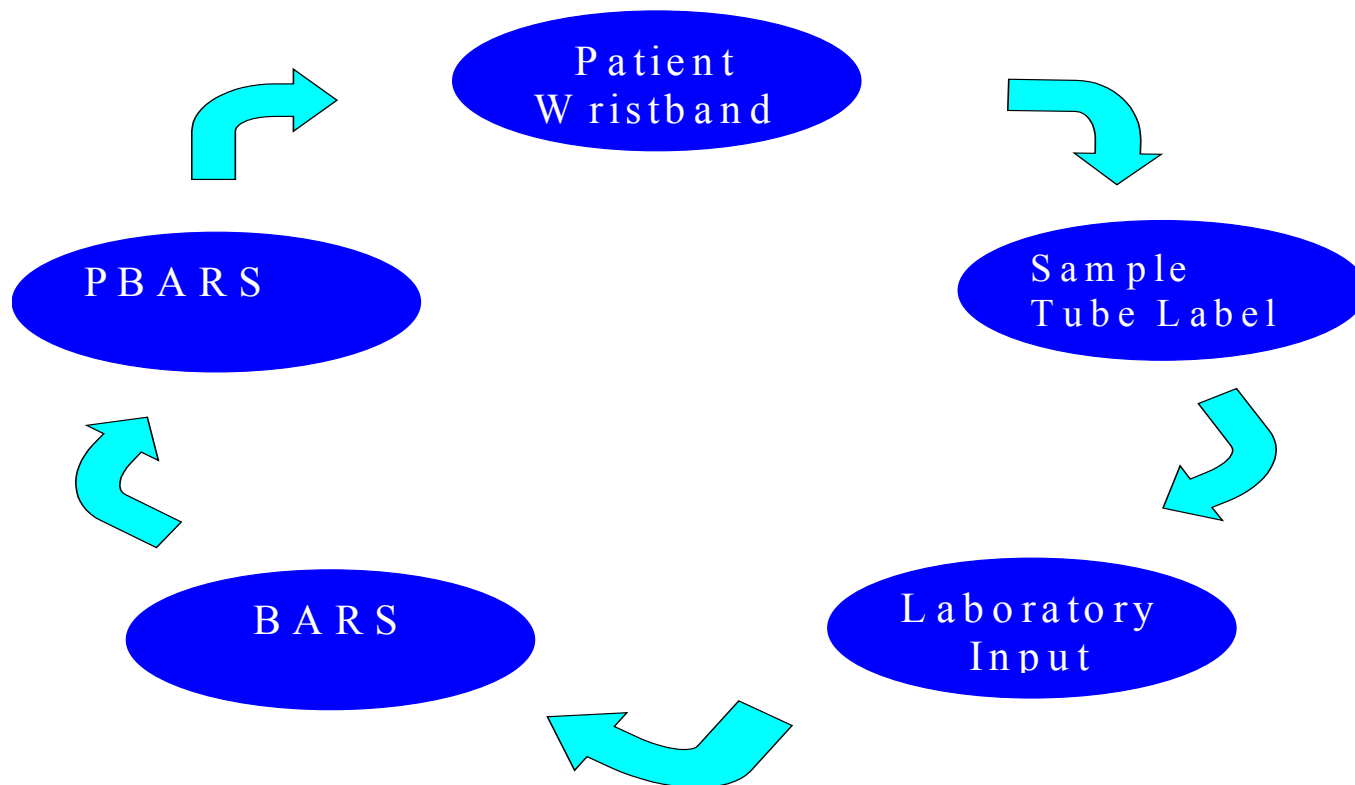 Patient
Wristband
PBARS
Sample
Tube Label
BARS
Laboratory
Input